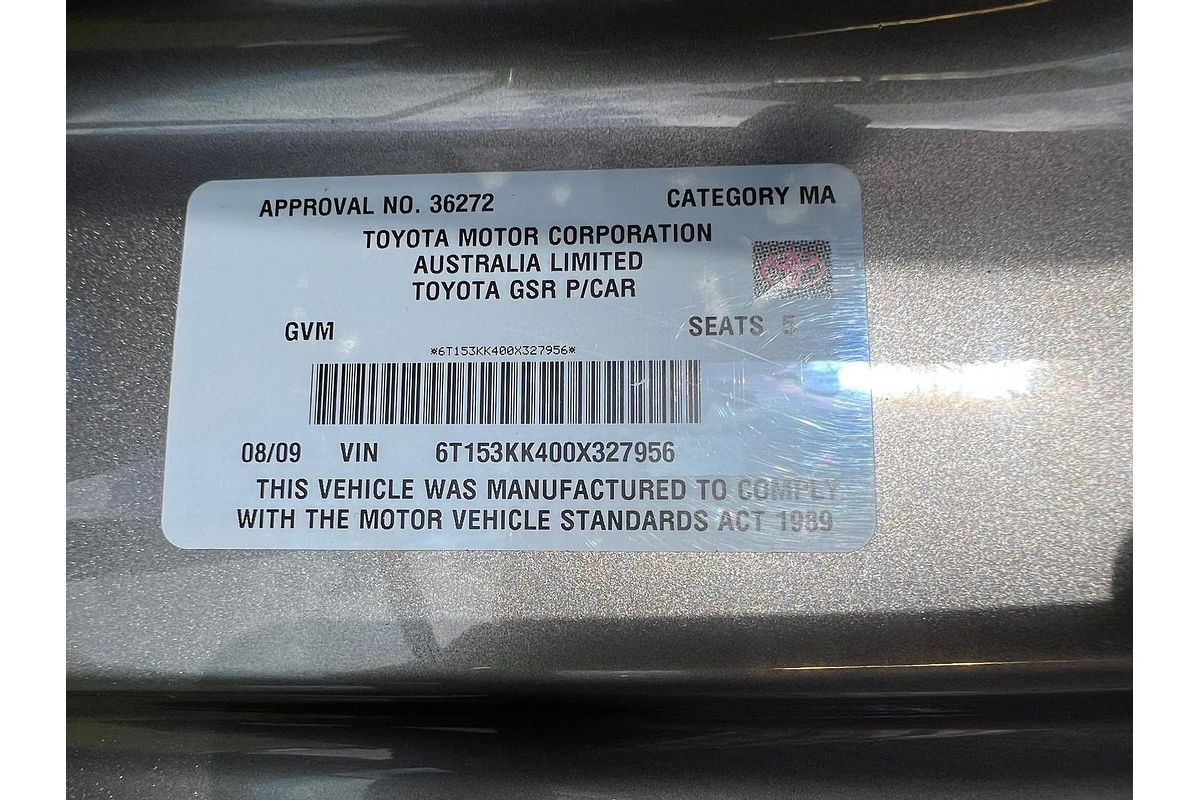 APPROVAL NO. 36272 CATEGORY MA
TOYOTA MOTOR CORPORATION
AUSTRALIA LIMITED
TOYOTA GSR P/CAR
GVM SEATS 5
*6T153KK400X327956*
08/09 VIN 6T153KK400X327956
THIS VEHICLE WAS MANUFACTURED TO COMPLY
WITH THE MOTOR VEHICLE STANDARDS ACT 1989